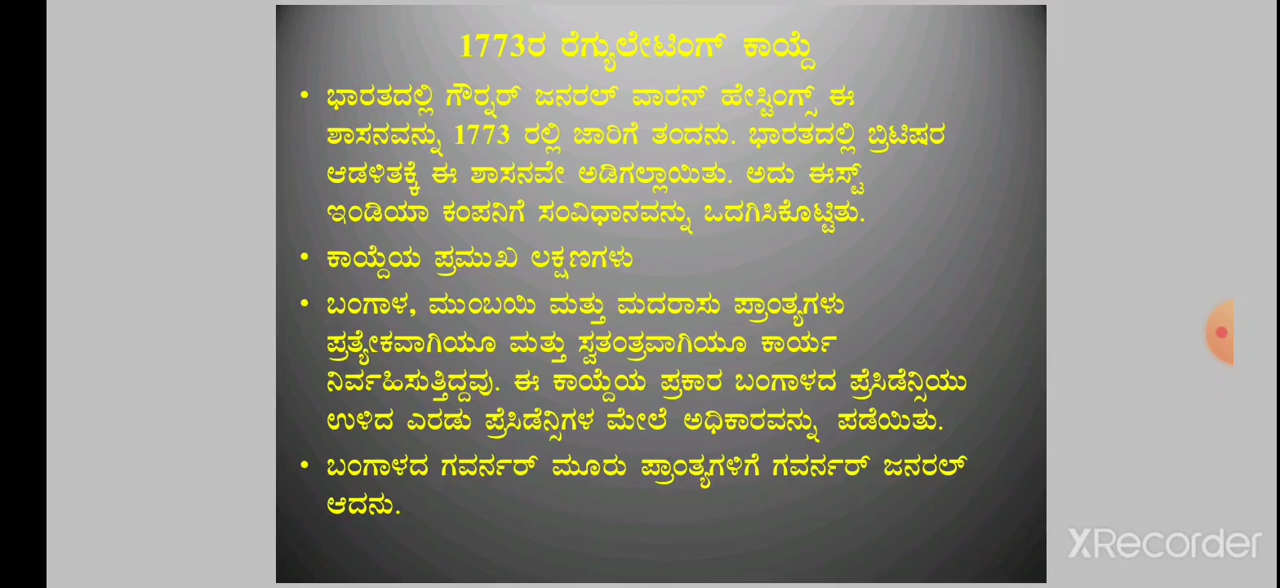 1773ರ ರೆಗ್ಯುಲೇಟಿಂಗ್ ಕಾಯ್ದೆ
• ಭಾರತದಲ್ಲಿ ಗೌರ‍್ನರ್ ಜನರಲ್ ವಾರನ್ ಹೇಸ್ಟಿಂಗ್ಸ್ ಈ
ಶಾಸನವನ್ನು 1773 ರಲ್ಲಿ ಜಾರಿಗೆ ತಂದನು. ಭಾರತದಲ್ಲಿ ಬ್ರಿಟಿಷರ
ಆಡಳಿತಕ್ಕೆ ಈ ಶಾಸನವೇ ಅಡಿಗಲ್ಲಾಯಿತು. ಅದು ಈಸ್ಟ್
ಇಂಡಿಯಾ ಕಂಪನಿಗೆ ಸಂವಿಧಾನವನ್ನು ಒದಗಿಸಿಕೊಟ್ಟಿತು.
• ಕಾಯ್ದೆಯ ಪ್ರಮುಖ ಲಕ್ಷಣಗಳು
• ಬಂಗಾಳ, ಮುಂಬಯಿ ಮತ್ತು ಮದರಾಸು ಪ್ರಾಂತ್ಯಗಳು
ಪ್ರತ್ಯೇಕವಾಗಿಯೂ ಮತ್ತು ಸ್ವತಂತ್ರವಾಗಿಯೂ ಕಾರ್ಯ
ನಿರ್ವಹಿಸುತ್ತಿದ್ದವು. ಈ ಕಾಯ್ದೆಯ ಪ್ರಕಾರ ಬಂಗಾಳದ ಪ್ರೆಸಿಡೆನ್ಸಿಯು
ಉಳಿದ ಎರಡು ಪ್ರೆಸಿಡೆನ್ಸಿಗಳ ಮೇಲೆ ಅಧಿಕಾರವನ್ನು ಪಡೆಯಿತು.
• ಬಂಗಾಳದ ಗವರ್ನರ್ ಮೂರು ಪ್ರಾಂತ್ಯಗಳಿಗೆ ಗವರ್ನರ್ ಜನರಲ್
ಆದನು.
XRecorder